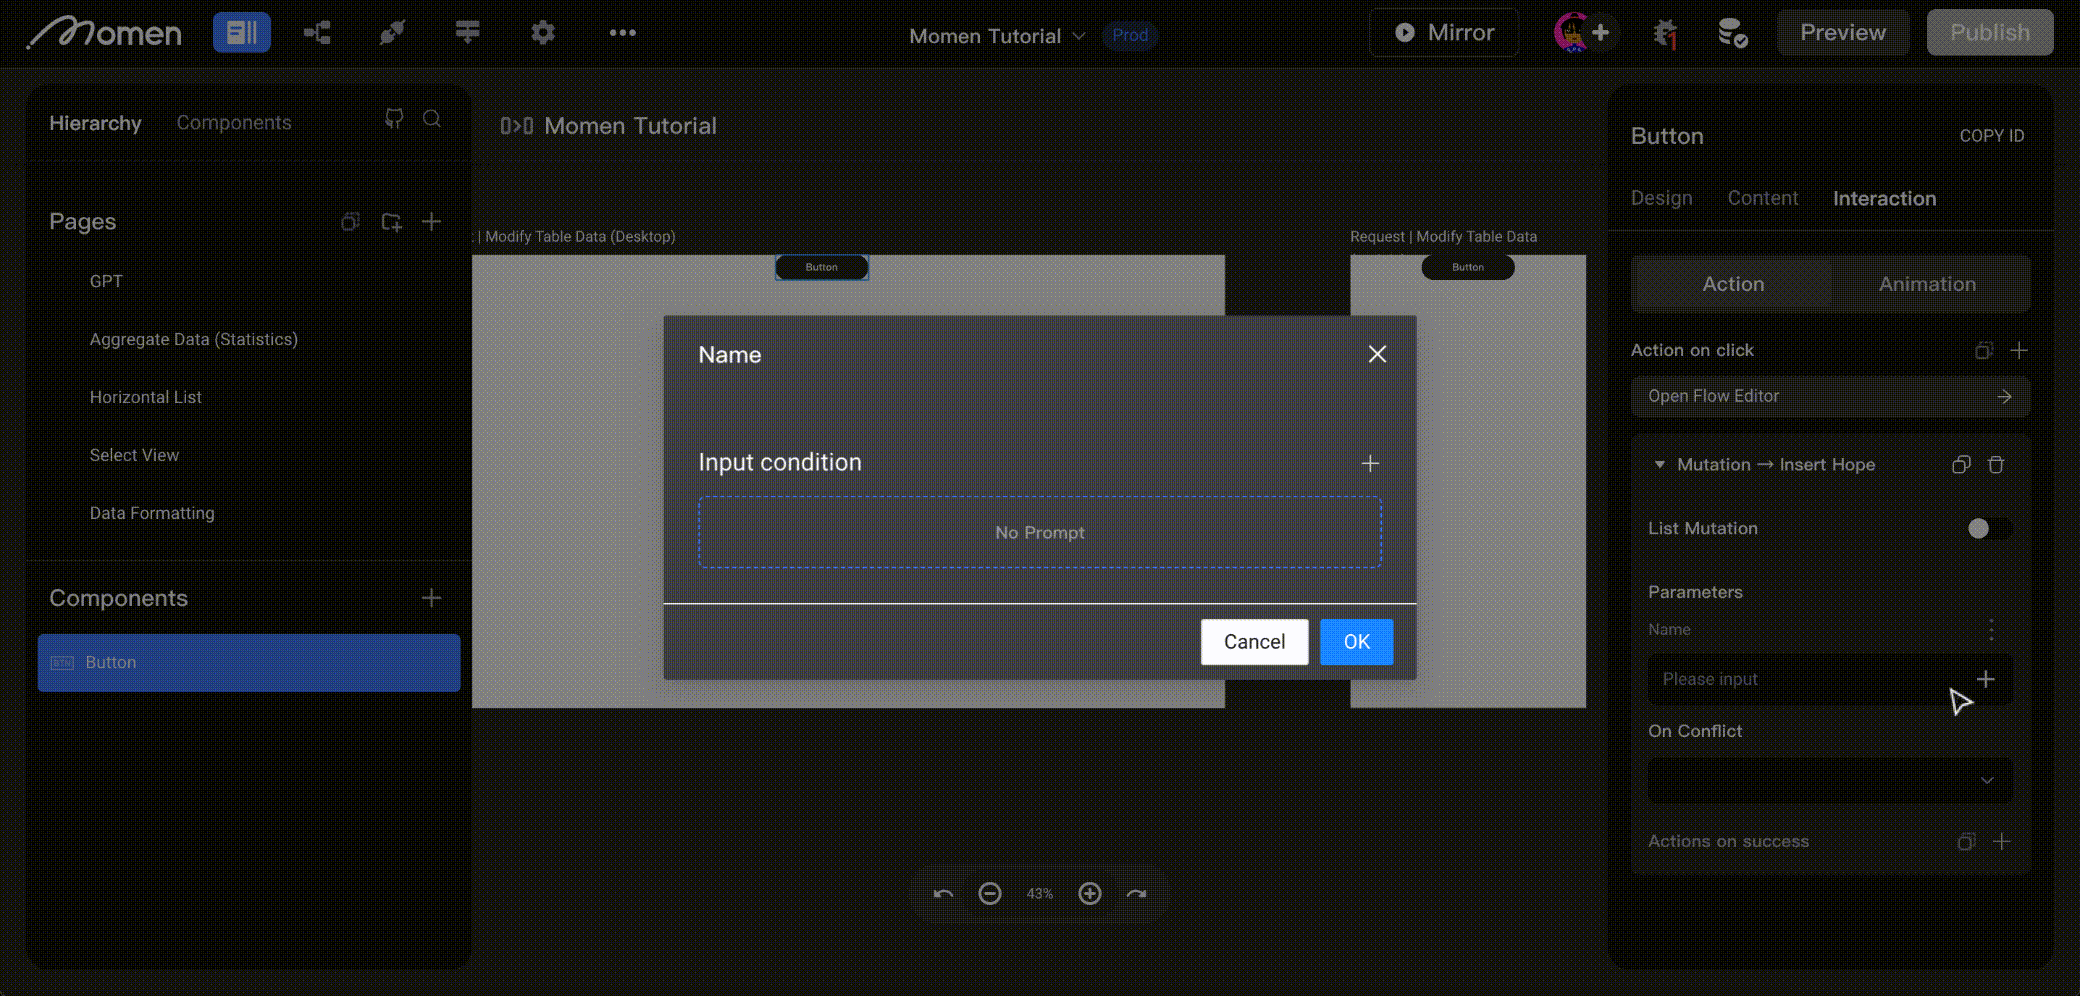 Momen
Momen Tutorial
Prod
Mirror
1
Preview
Publish
Hierarchy
Components
Momen Tutorial
Pages
GPT
Aggregate Data (Statistics)
Horizontal List
Select View
Data Formatting
Components
BTN
Button
| Modify Table Data (Desktop)
Button
Request | Modify Table Data
Button
Name
Input condition
No Prompt
Cancel
OK
43%
Button
COPY ID
Design
Content
Interaction
Action
Animation
Action on click
Open Flow Editor
Mutation → Insert Hope
List Mutation
Parameters
Name
Please input
On Conflict
Actions on success